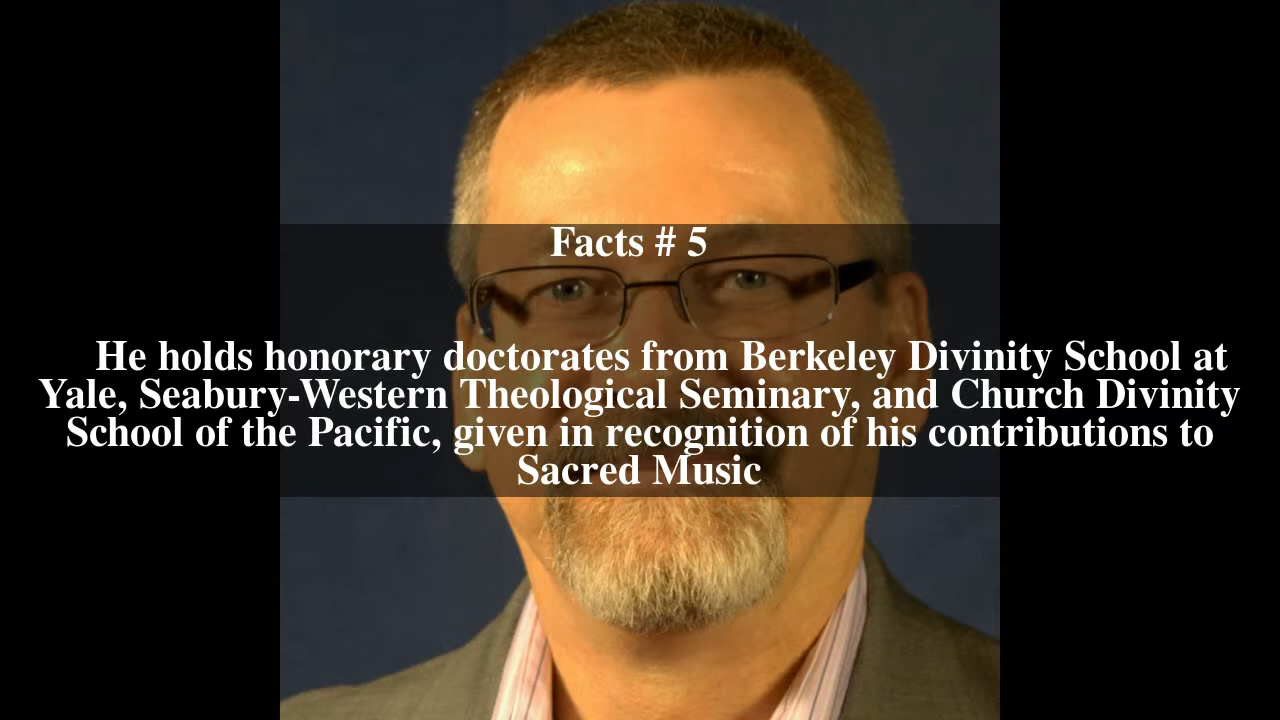 Facts # 5
He holds honorary doctorates from Berkeley Divinity School at
Yale, Seabury-Western Theological Seminary, and Church Divinity
School of the Pacific, given in recognition of his contributions to
Sacred Music